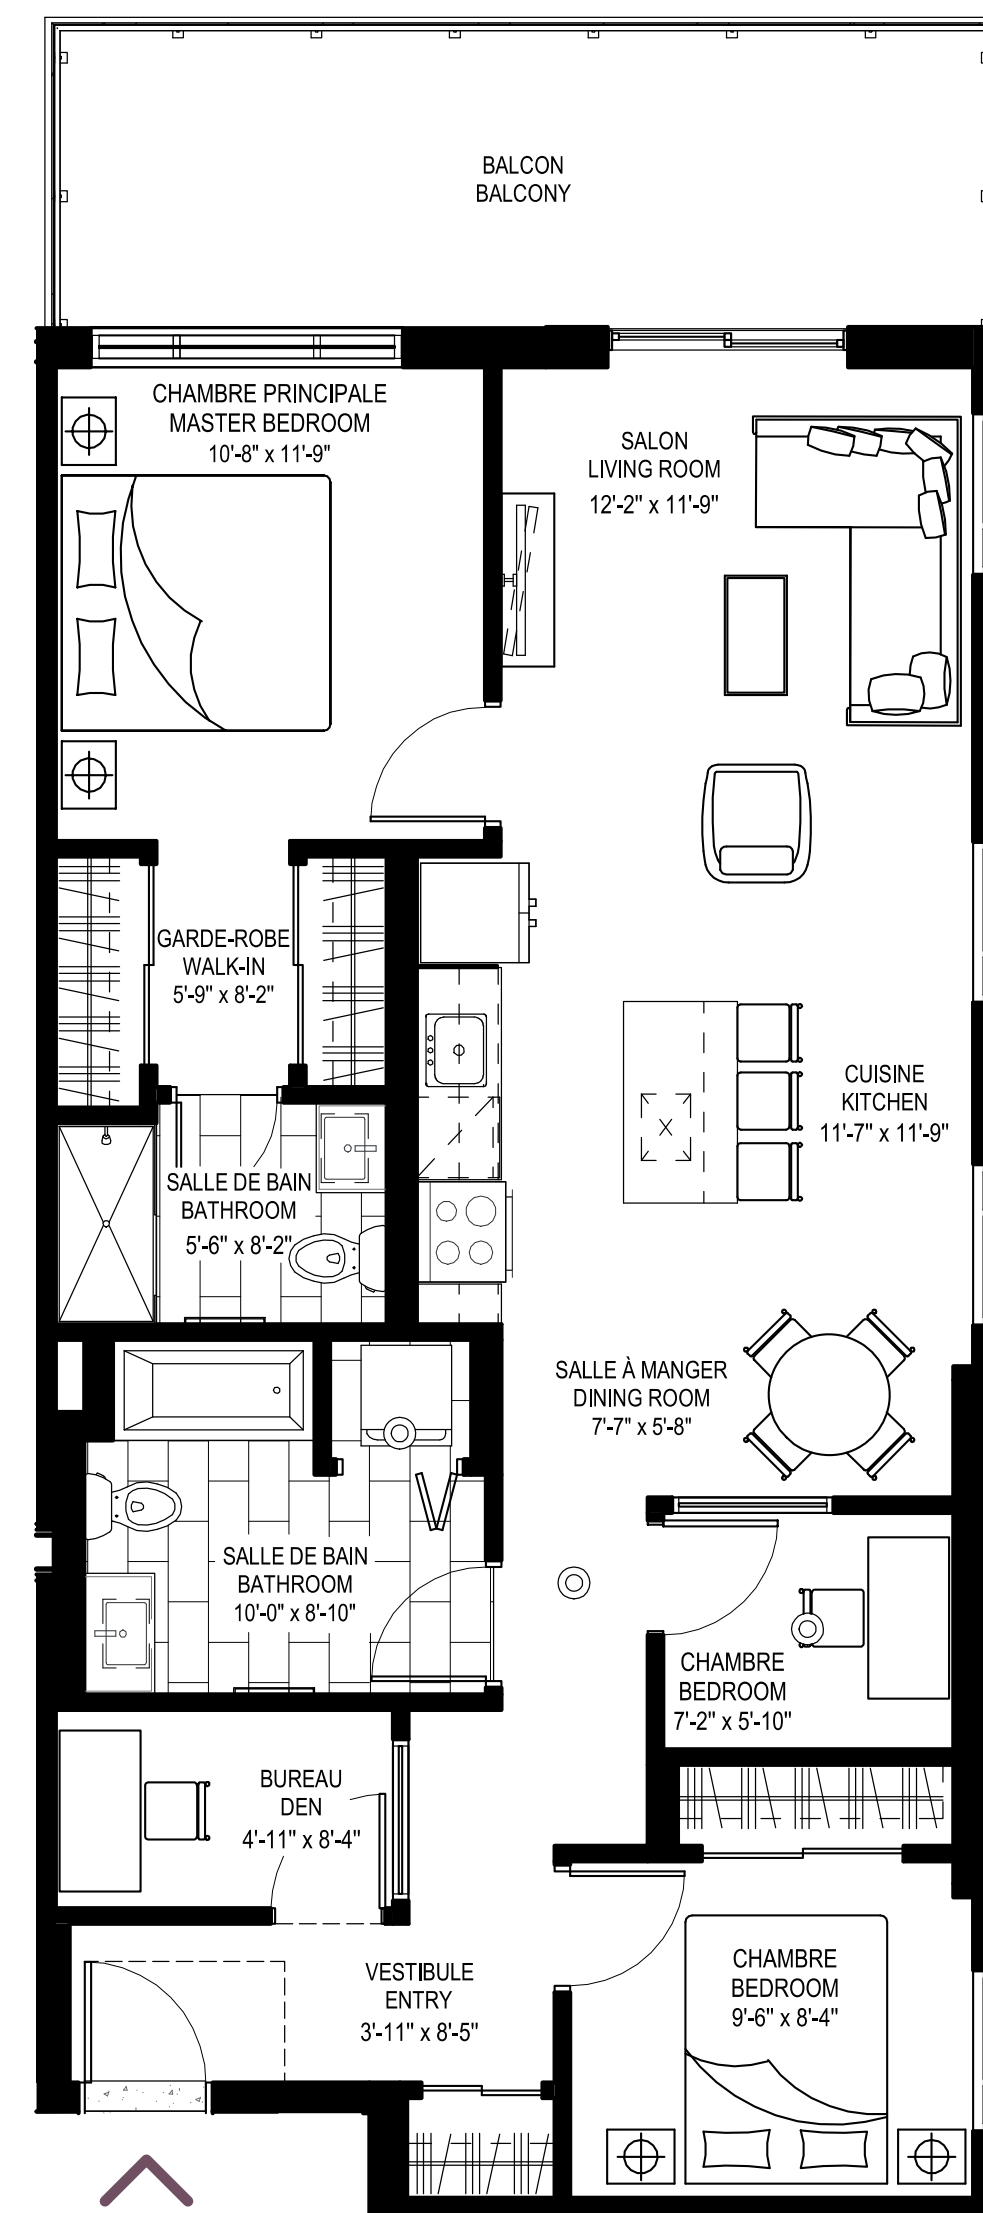 BALCON
BALCONY
CHAMBRE PRINCIPALE
MASTER BEDROOM
10'-8" x 11'-9"
SALON
LIVING ROOM
12'-2" x 11'-9"
GARDE-ROBE
WALK-IN
5'-9" x 8'-2"
CUISINE
KITCHEN
11'-7" x 11'-9"
SALLE DE BAIN
BATHROOM
5'-6" x 8'-2"
SALLE À MANGER
DINING ROOM
7'-7" x 5'-8"
SALLE DE BAIN
BATHROOM
10'-0" x 8'-10"
CHAMBRE
BEDROOM
7'-2" x 5'-10"
BUREAU
DEN
4'-11" x 8'-4"
VESTIBULE
ENTRY
3'-11" x 8'-5"
CHAMBRE
BEDROOM
9'-6" x 8'-4"